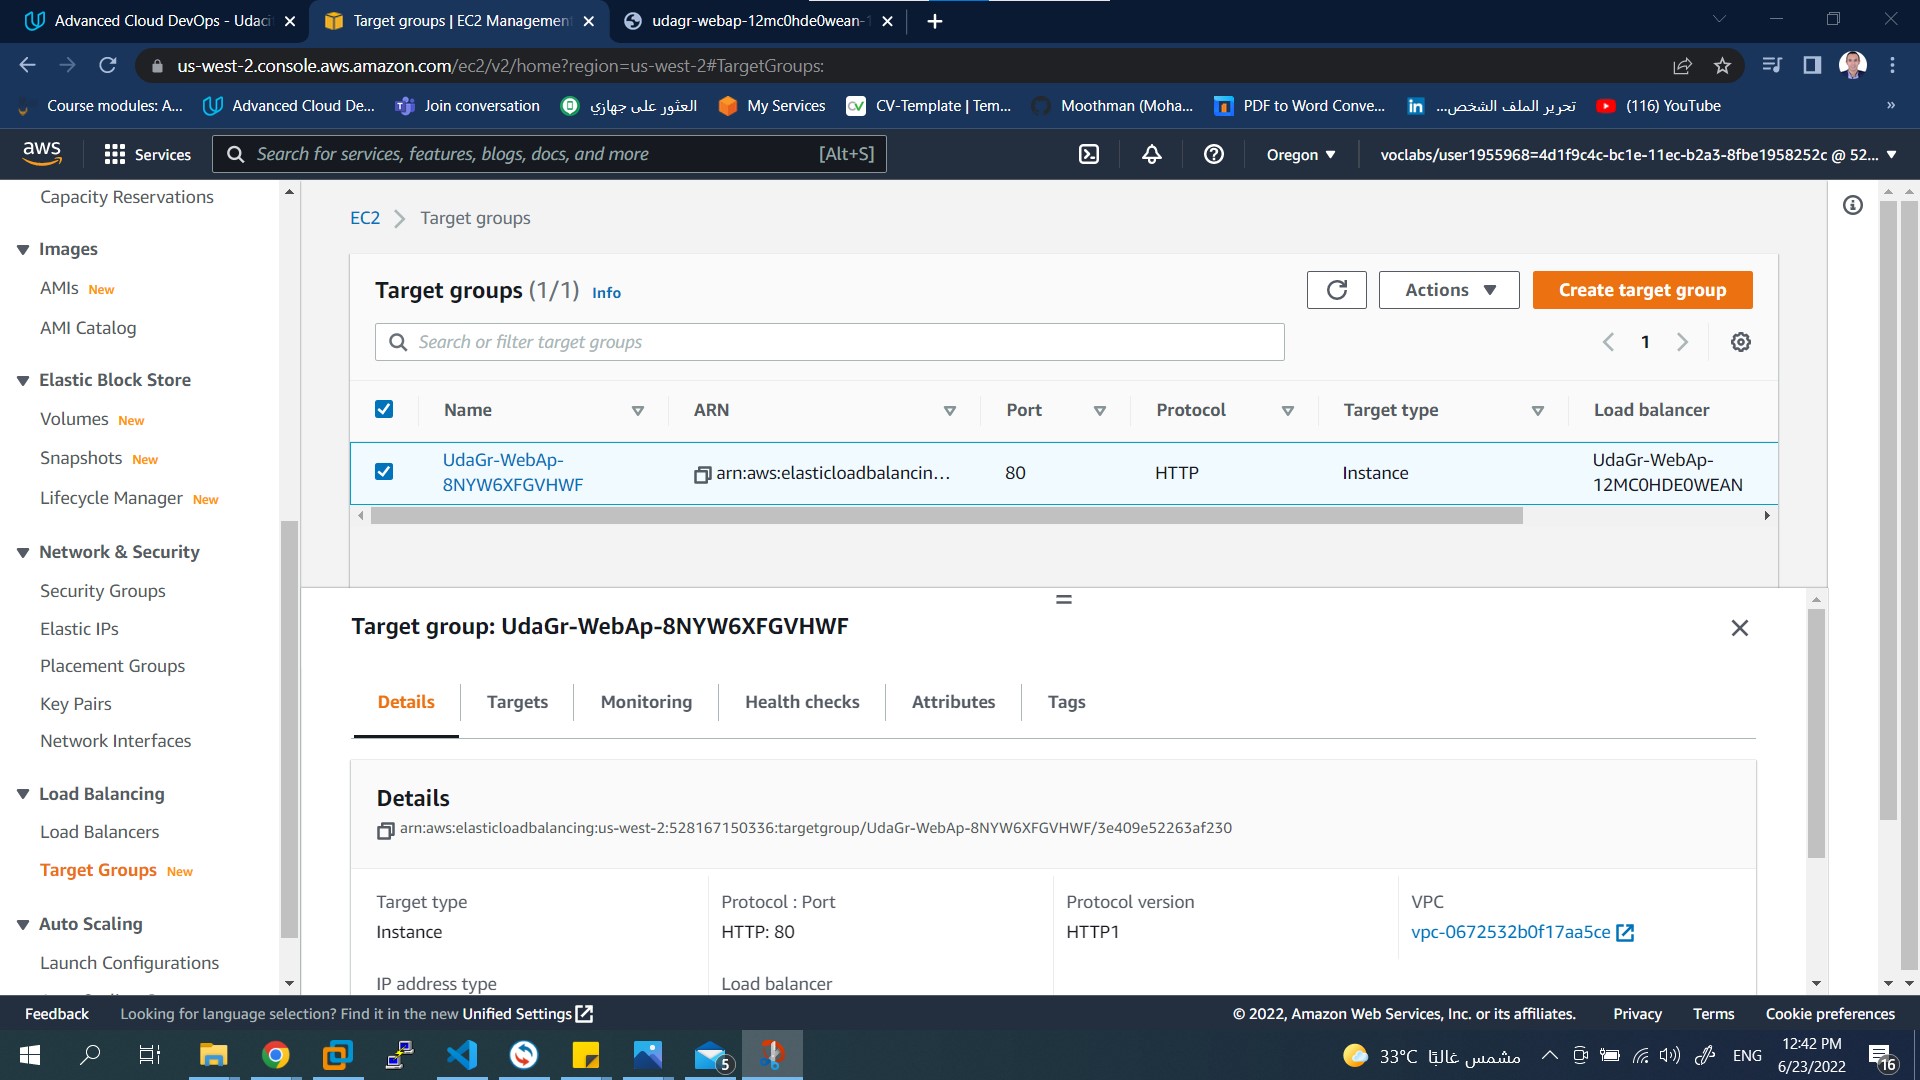 Advanced Cloud DevOps - Udaci
Target groups | EC2 Management
udagr-webap-12mc0hde0wean-1
us-west-2.console.aws.amazon.com/ec2/v2/home?region=us-west-2#TargetGroups:
Course modules: A...
Advanced Cloud De...
Join conversation
العثور على جهازي
My Services
CV-Template | Tem...
Moothman (Moha...
PDF to Word Conve...
تحرير الملف الشخص...
(116) YouTube
»
aws
Services
Search for services, features, blogs, docs, and more
[Alt+S]
Oregon
voclabs/user1955968=4d1f9c4c-bc1e-11ec-b2a3-8fbe1958252c @ 52...
Capacity Reservations
Images
AMIs New
AMI Catalog
Elastic Block Store
Volumes New
Snapshots New
Lifecycle Manager New
Network & Security
Security Groups
Elastic IPs
Placement Groups
Key Pairs
Network Interfaces
Load Balancing
Load Balancers
Target Groups New
Auto Scaling
Launch Configurations
EC2 > Target groups
Target groups (1/1) Info
Actions
Create target group
Search or filter target groups
1
Name
ARN
Port
Protocol
Target type
Load balancer
UdaGr-WebAp-
8NYW6XFGVHWF
arn:aws:elasticloadbalancin...
80
HTTP
Instance
UdaGr-WebAp-
12MC0HDE0WEAN
Target group: UdaGr-WebAp-8NYW6XFGVHWF
Details
Targets
Monitoring
Health checks
Attributes
Tags
Details
arn:aws:elasticloadbalancing:us-west-2:528167150336:targetgroup/UdaGr-WebAp-8NYW6XFGVHWF/3e409e52263af230
Target type
Instance
Protocol : Port
HTTP: 80
Protocol version
HTTP1
VPC
vpc-0672532b0f17aa5ce
IP address type
Load balancer
Feedback
Looking for language selection? Find it in the new Unified Settings
© 2022, Amazon Web Services, Inc. or its affiliates.
Privacy
Terms
Cookie preferences
5
33°C مشمس غالبًا
ENG
12:42 PM
6/23/2022
16